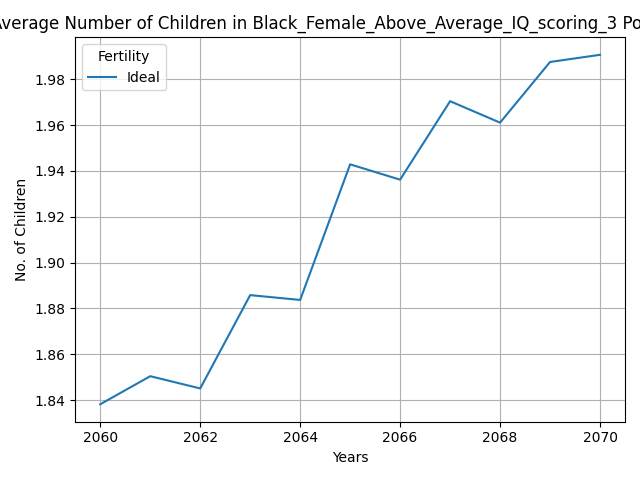 Average Number of Children in Black_Female_Above_Average_IQ_scoring_3 Po
Fertility
Ideal
No. of Children
1.98
1.96
1.94
1.92
1.90
1.88
1.86
1.84
2060 2062 2064 2066 2068 2070
Years